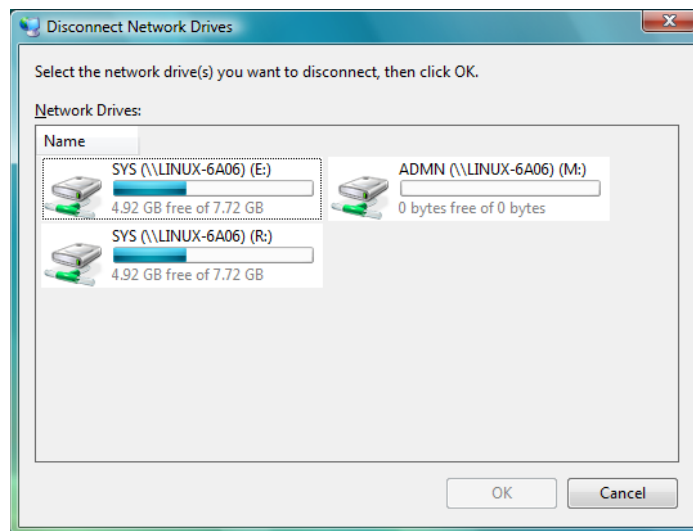 Disconnect Network Drives
Select the network drive(s) you want to disconnect, then click OK.
Network Drives:
Name
SYS (\\LINUX-6A06) (E:)
4.92 GB free of 7.72 GB
ADMN (\\LINUX-6A06) (M:)
0 bytes free of 0 bytes
SYS (\\LINUX-6A06) (R:)
4.92 GB free of 7.72 GB
OK
Cancel